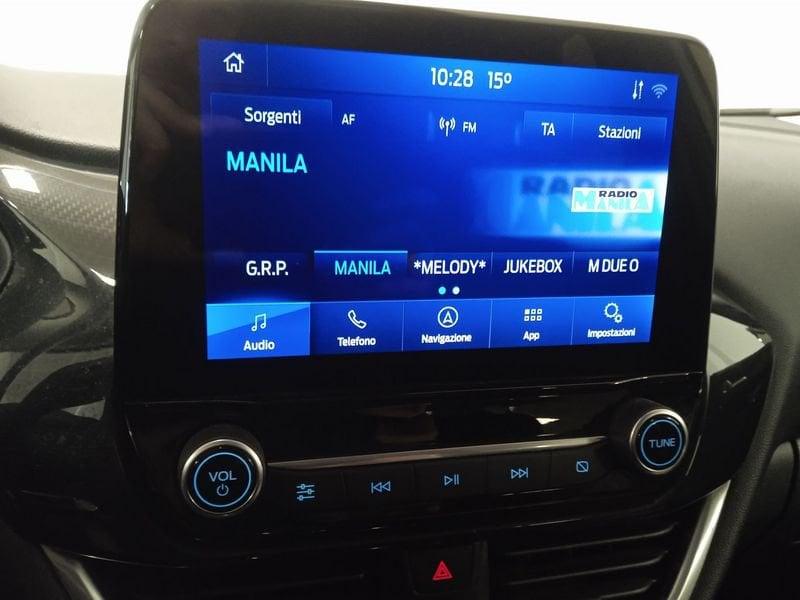 10:28 15°
Sorgenti AF FM TA Stazioni
MANILA
RADIO
MANILA
G.R.P. MANILA *MELODY* JUKEBOX M DUE O
Audio Telefono Navigazione App Impostazioni
VOL TUNE